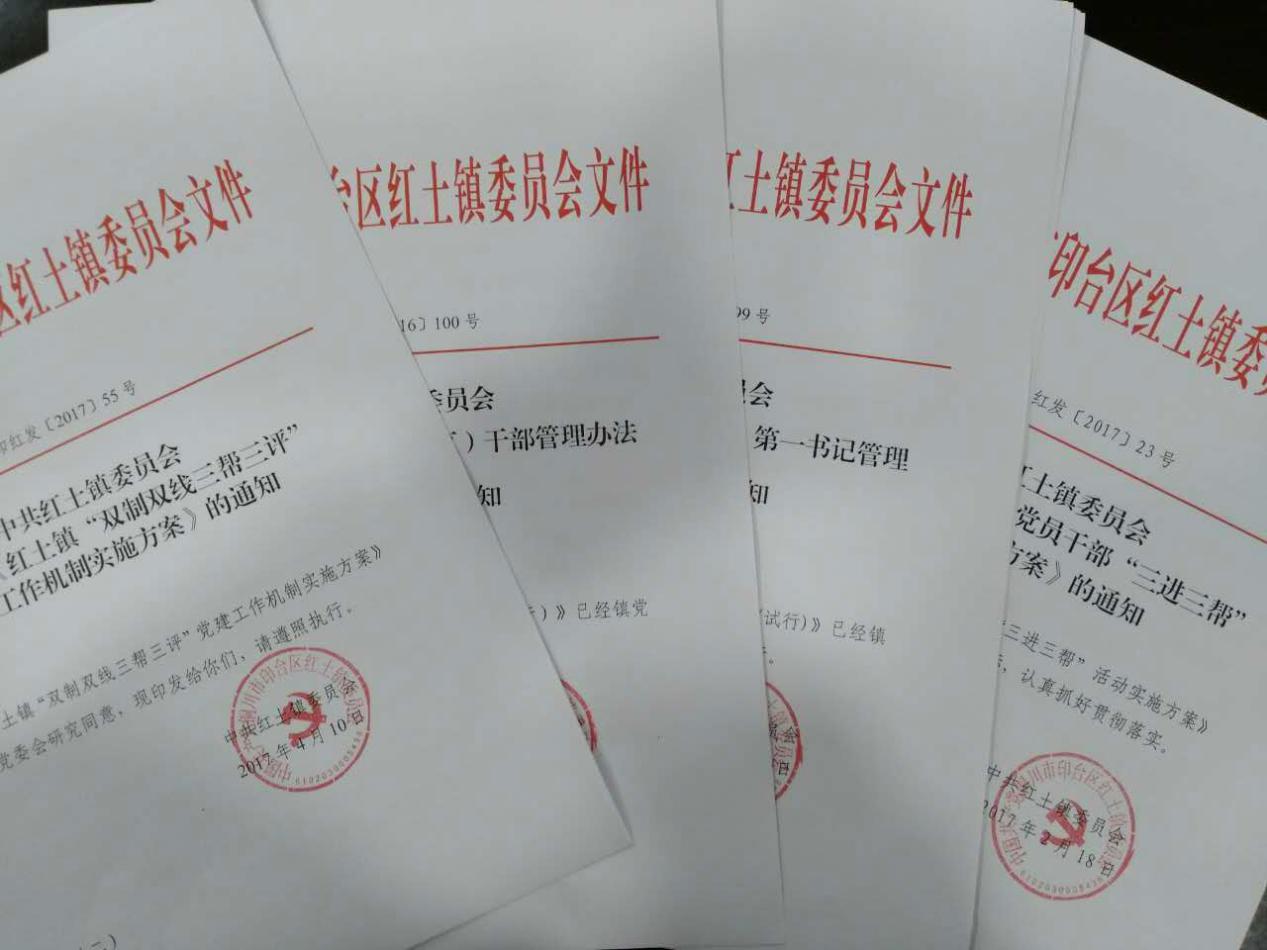 区红土镇委员会文件
印红发〔2017〕55 号
中共红土镇委员会
《红土镇“双制双线三帮三评”
工作机制实施方案》的通知
土镇“双制双线三帮三评”党建工作机制实施方案》
党委会研究同意，现印发给你们，请遵照执行。
中共红土镇委员会
2017年4月10日
台区红土镇委员会文件
16〕100 号
委员会
）干部管理办法
知
）》已经镇党
土镇委员会文件
99 号
员会
第一书记管理
知
（试行)》已经镇
。
员会
日
印台区红土镇委
红发〔2017〕23 号
红土镇委员会
党员干部“三进三帮”
方案》的通知
“三进三帮”活动实施方案》
，认真抓好贯彻落实。
中共红土镇委员会
2017年2月18日